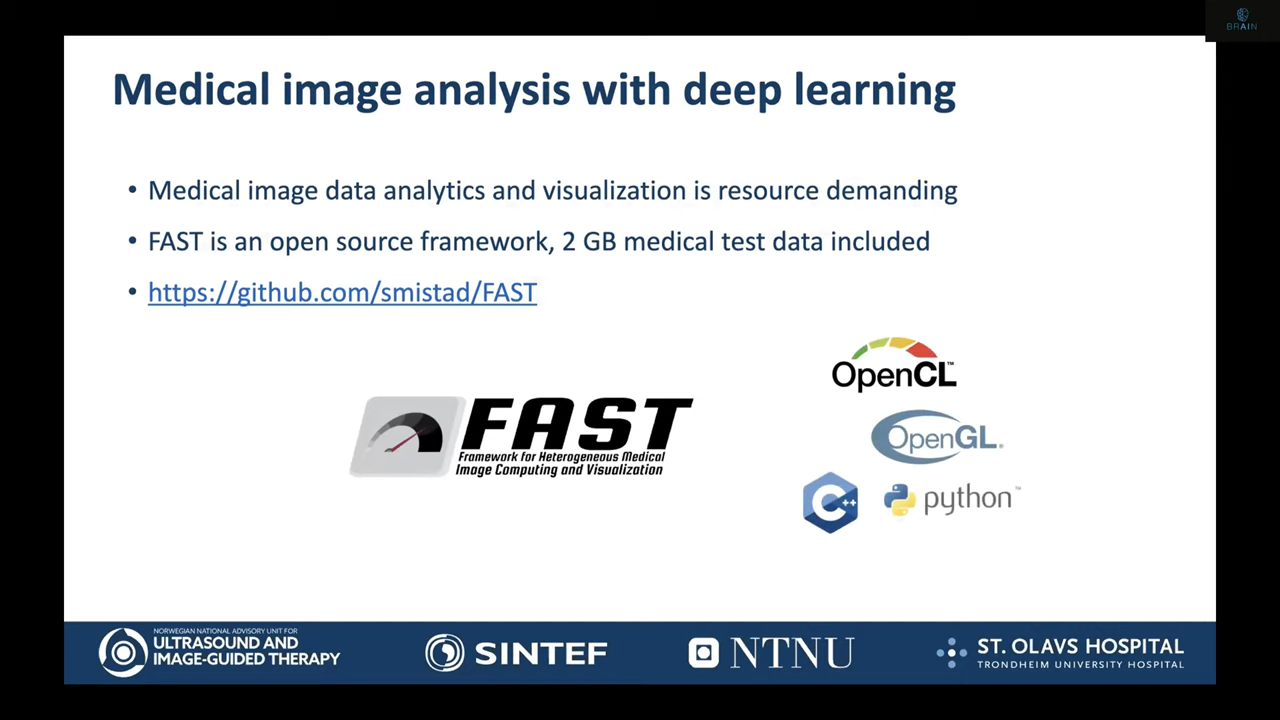 BRAIN
Medical image analysis with deep learning
• Medical image data analytics and visualization is resource demanding
• FAST is an open source framework, 2 GB medical test data included
• https://github.com/smistad/FAST
OpenCL™
FAST
Framework for Heterogeneous Medical
Image Computing and Visualization
OpenGL®
C++
python™
NORWEGIAN NATIONAL ADVISORY UNIT FOR
ULTRASOUND AND
IMAGE-GUIDED THERAPY
SINTEF
NTNU
ST. OLAVS HOSPITAL
TRONDHEIM UNIVERSITY HOSPITAL